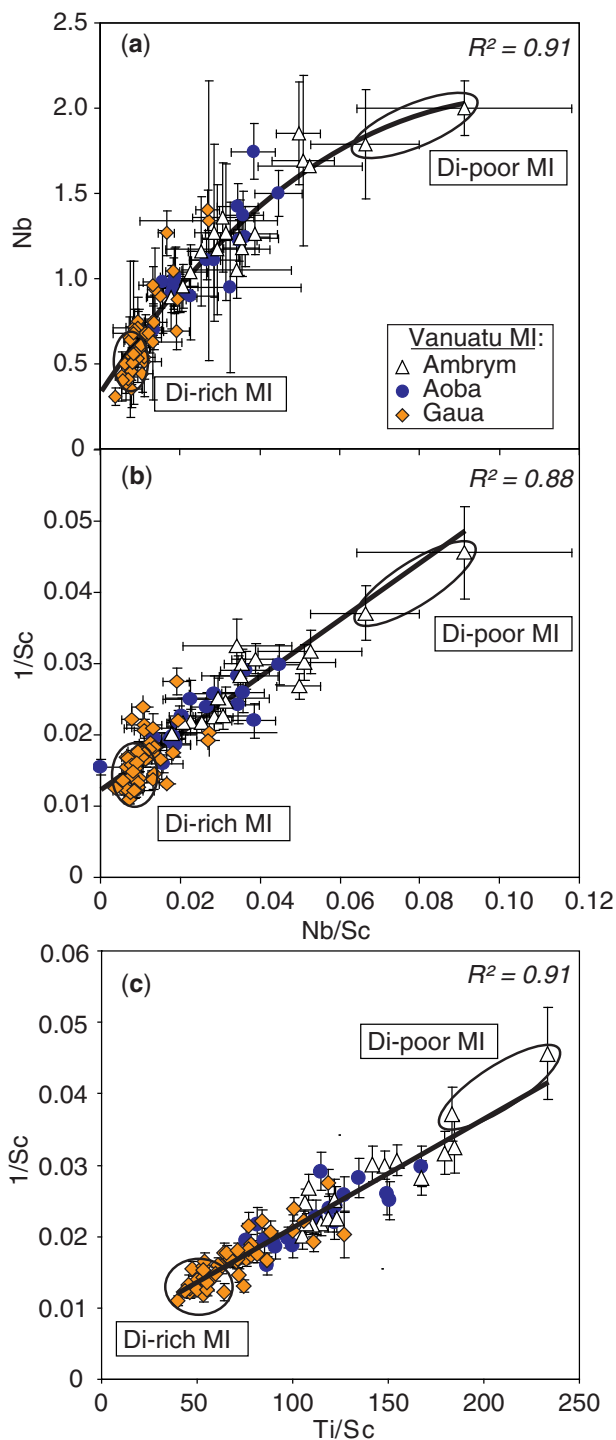 (a)
R² = 0.91
2.5
2.0
1.5
1.0
0.5
0
Nb
Di-poor MI
Di-rich MI
Vanuatu MI:
Ambrym
Aoba
Gaua
(b)
R² = 0.88
0.05
0.04
0.03
0.02
0.01
0
1/Sc
Di-poor MI
Di-rich MI
0 0.02 0.04 0.06 0.08 0.10 0.12
Nb/Sc
(c)
R² = 0.91
0.06
0.05
0.04
0.03
0.02
0.01
0
1/Sc
Di-poor MI
Di-rich MI
0 50 100 150 200 250
Ti/Sc